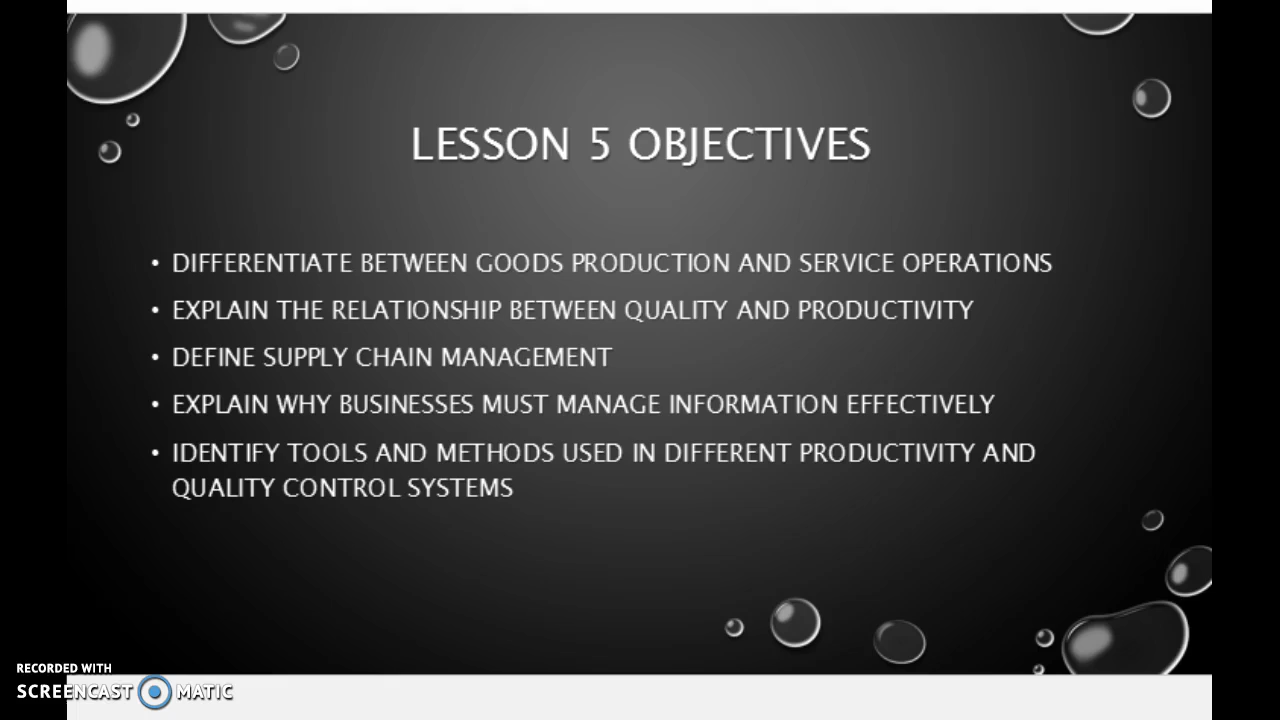 LESSON 5 OBJECTIVES
• DIFFERENTIATE BETWEEN GOODS PRODUCTION AND SERVICE OPERATIONS
• EXPLAIN THE RELATIONSHIP BETWEEN QUALITY AND PRODUCTIVITY
• DEFINE SUPPLY CHAIN MANAGEMENT
• EXPLAIN WHY BUSINESSES MUST MANAGE INFORMATION EFFECTIVELY
• IDENTIFY TOOLS AND METHODS USED IN DIFFERENT PRODUCTIVITY AND
QUALITY CONTROL SYSTEMS
RECORDED WITH
SCREENCAST MATIC